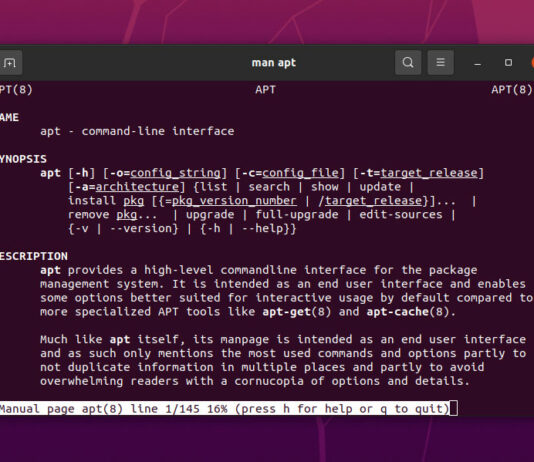 man apt
PT(8) APT APT(8)
AME
apt - command-line interface
YNOPSIS
apt [-h] [-o=config_string] [-c=config_file] [-t=target_release]
[-a=architecture] {list | search | show | update |
install pkg [{=pkg_version_number | /target_release}]... |
remove pkg... | upgrade | full-upgrade | edit-sources |
{-v | --version} | {-h | --help}}
ESCRIPTION
apt provides a high-level commandline interface for the package
management system. It is intended as an end user interface and enables
some options better suited for interactive usage by default compared to
more specialized APT tools like apt-get(8) and apt-cache(8).
Much like apt itself, its manpage is intended as an end user interface
and as such only mentions the most used commands and options partly to
not duplicate information in multiple places and partly to avoid
overwhelming readers with a cornucopia of options and details.
Manual page apt(8) line 1/145 16% (press h for help or q to quit)